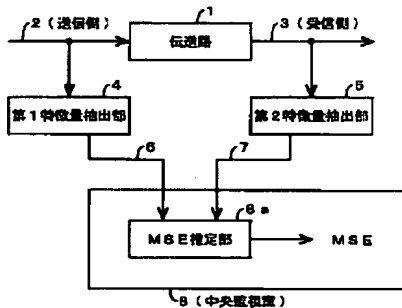 1
2 (送信側)
伝送路
3 (受信側)
4
第1特徴量抽出部
5
第2特徴量抽出部
6
7
8a
MSE推定部
MSE
8 (中央監視室)